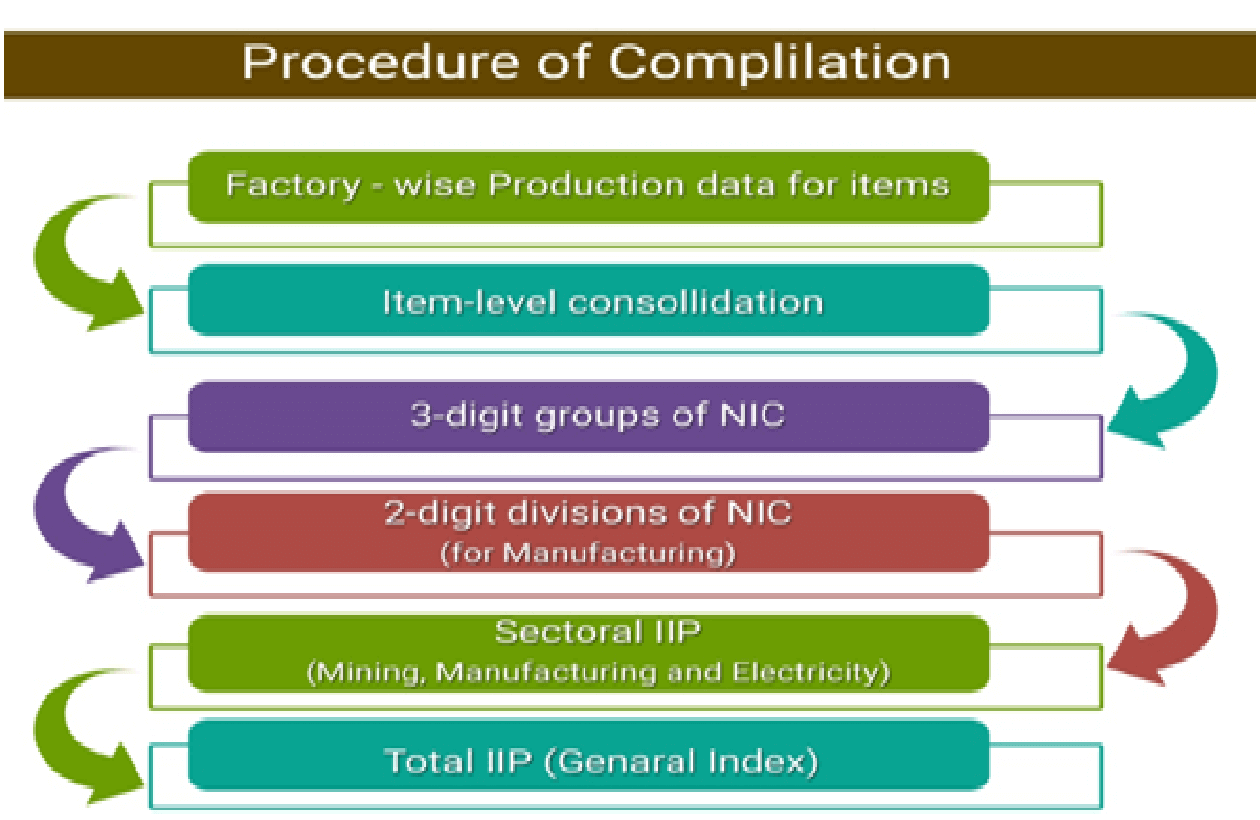 Procedure of Complilation
Factory - wise Production data for items
Item-level consollidation
3-digit groups of NIC
2-digit divisions of NIC
(for Manufacturing)
Sectoral IIP
(Mining, Manufacturing and Electricity)
Total IIP (Genaral Index)